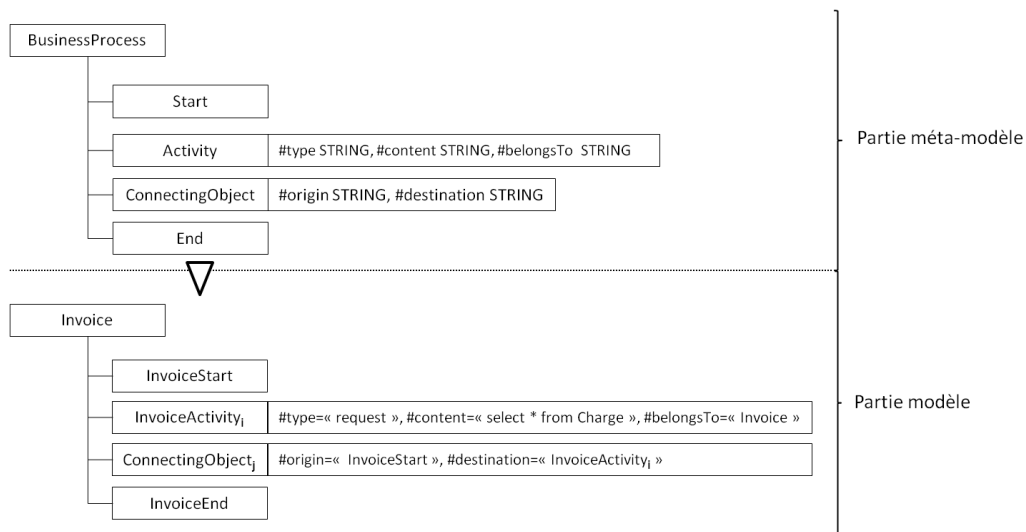 BusinessProcess
Start
Activity #type STRING, #content STRING, #belongsTo STRING
ConnectingObject #origin STRING, #destination STRING
End
Partie méta-modèle
Invoice
InvoiceStart
InvoiceActivityi #type=« request », #content=« select * from Charge », #belongsTo=« Invoice »
ConnectingObjectj #origin=« InvoiceStart », #destination=« InvoiceActivityi »
InvoiceEnd
Partie modèle